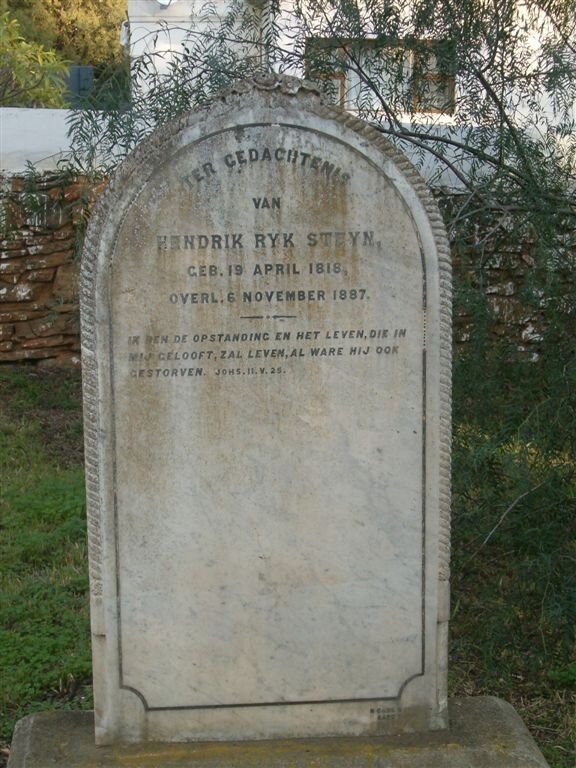 TER GEDACHTENIS
VAN
HENDRIK RYK STEYN,
GEB. 19 APRIL 1818,
OVERL. 6 NOVEMBER 1887.
IK BEN DE OPSTANDING EN HET LEVEN, DIE IN
MIJ GELOOFT, ZAL LEVEN, AL WARE HIJ OOK
GESTORVEN. JOHS. II. V. 25.